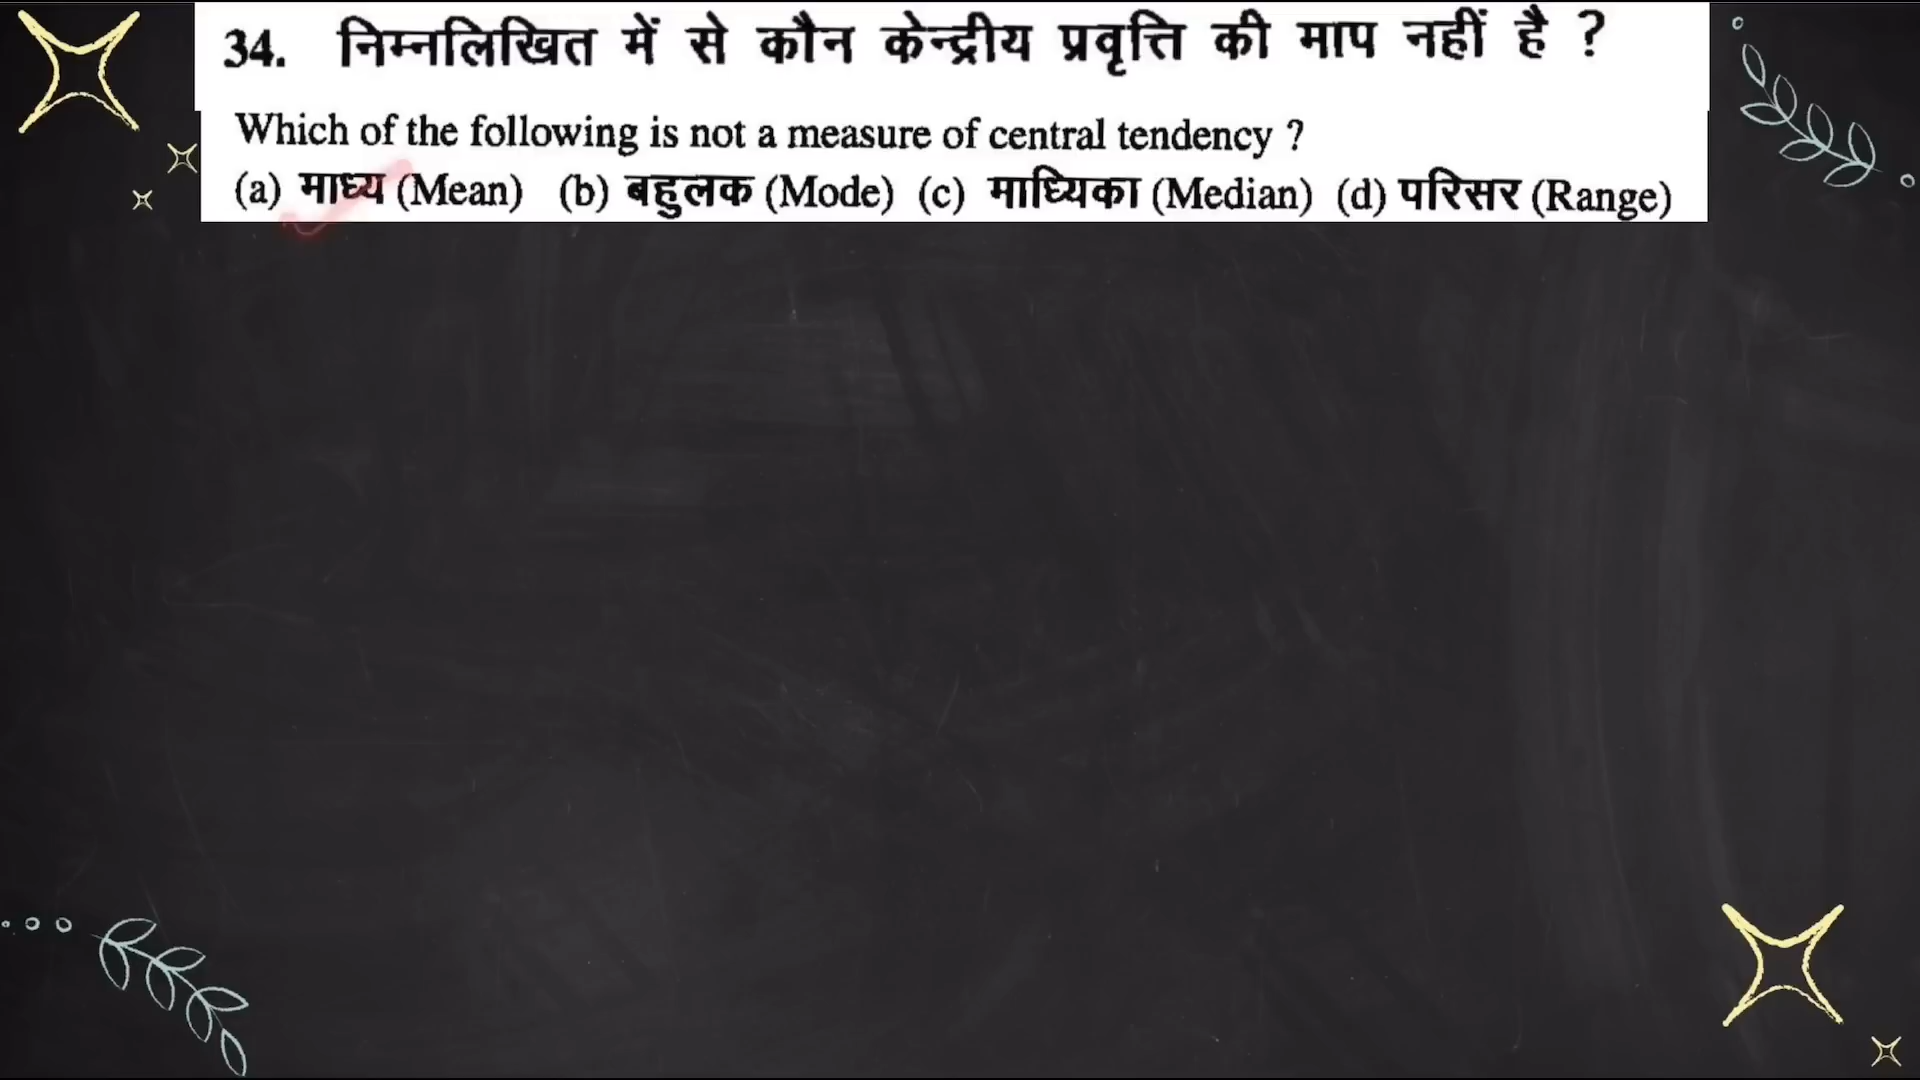 34. निम्नलिखित में से कौन केन्द्रीय प्रवृत्ति की माप नहीं है ?
Which of the following is not a measure of central tendency ?
(a) माध्य (Mean) (b) बहुलक (Mode) (c) माध्यिका (Median) (d) परिसर (Range)